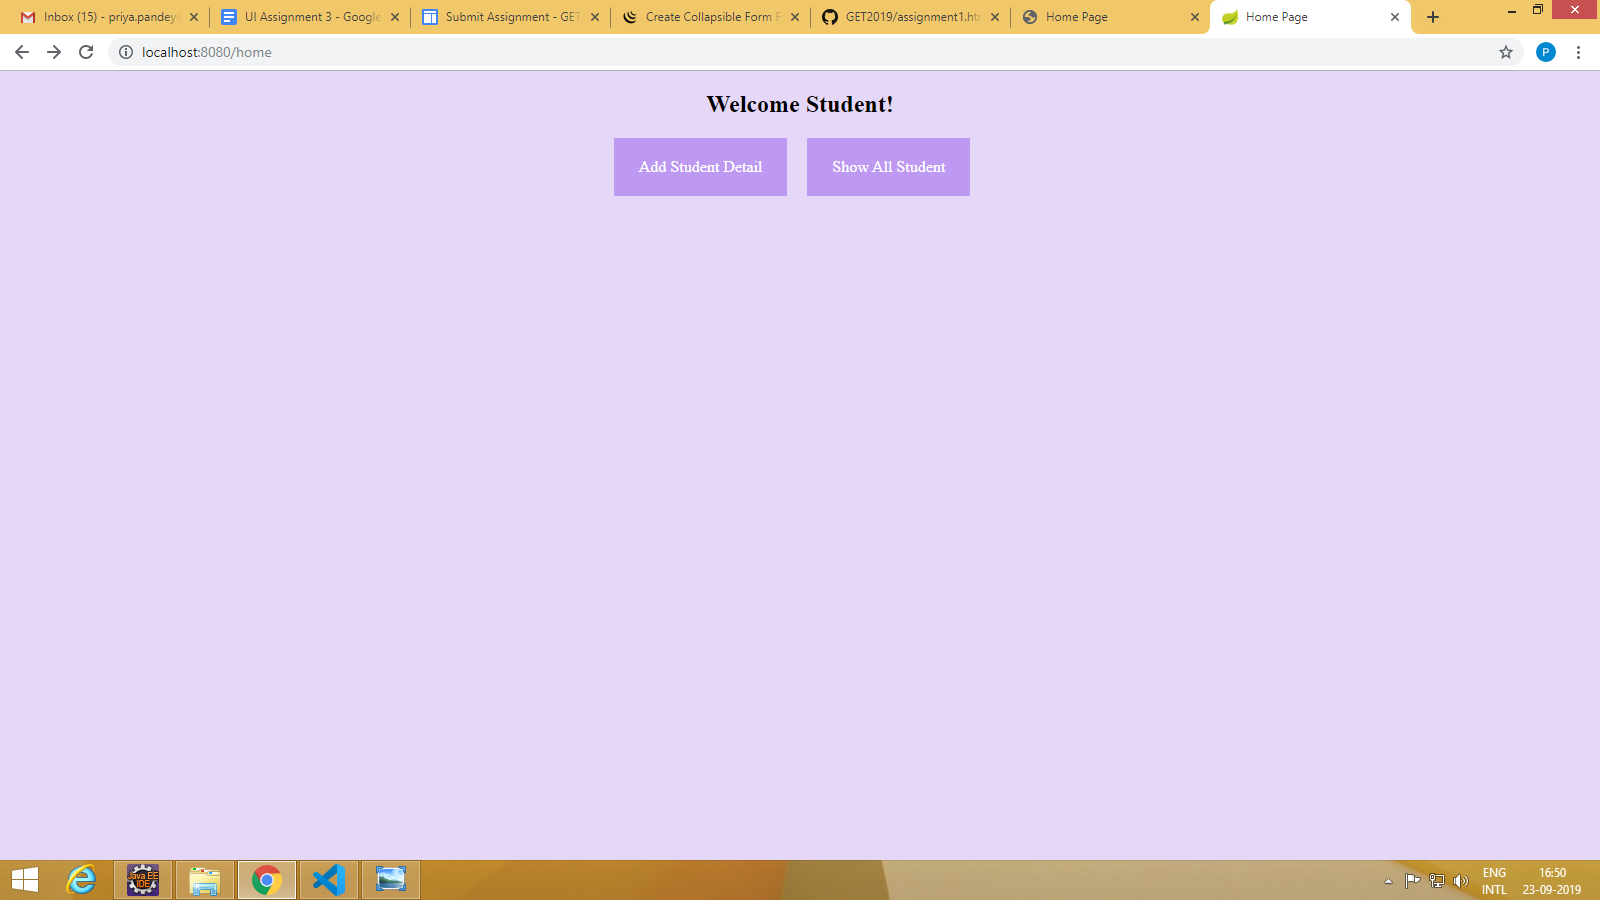 Inbox (15) - priya.pandey
UI Assignment 3 - Google
Submit Assignment - GET
Create Collapsible Form F
GET2019/assignment1.ht
Home Page
Home Page
localhost:8080/home
P
Welcome Student!
Add Student Detail
Show All Student
Java EE
IDE
ENG
INTL
16:50
23-09-2019